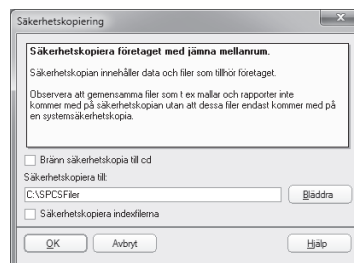 Säkerhetskopiering
Säkerhetskopiera företaget med jämna mellanrum.
Säkerhetskopian innehåller data och filer som tillhör företaget.
Observera att gemensamma filer som t ex mallar och rapporter inte
kommer med på säkerhetskopian utan att dessa filer endast kommer med på
en systemsäkerhetskopia.
Bränn säkerhetskopia till cd
Säkerhetskopiera till:
C:\SPCSFiler
Bläddra
Säkerhetskopiera indexfilerna
OK
Avbryt
Hjälp